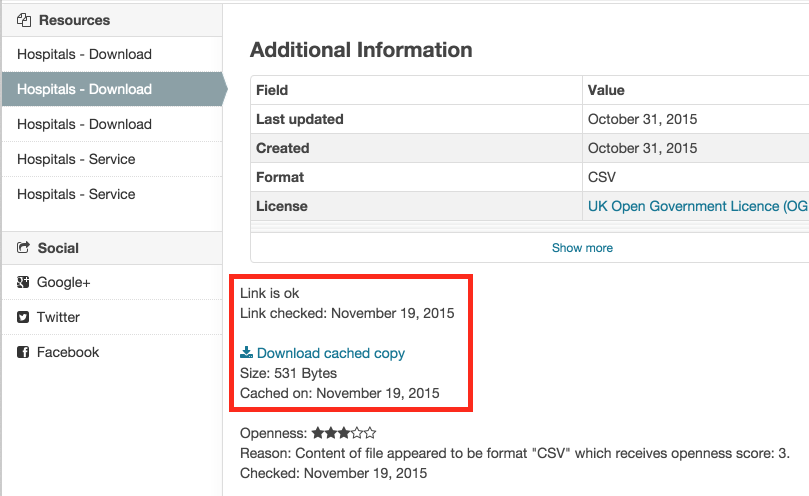 Resources
Hospitals - Download
Hospitals - Download
Hospitals - Download
Hospitals - Service
Hospitals - Service
Social
Google+
Twitter
Facebook
Additional Information
Field Value
Last updated October 31, 2015
Created October 31, 2015
Format CSV
License UK Open Government Licence (OG
Show more
Link is ok
Link checked: November 19, 2015
Download cached copy
Size: 531 Bytes
Cached on: November 19, 2015
Openness: ★★★☆☆
Reason: Content of file appeared to be format "CSV" which receives openness score: 3.
Checked: November 19, 2015